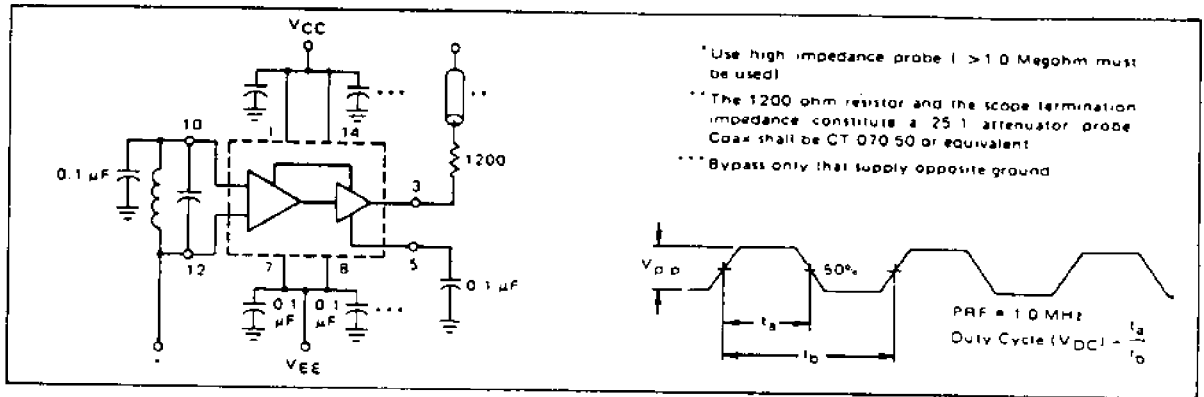 VCC
* Use high impedance probe ( >1 0 Megohm must
be used)
** The 1200 ohm resistor and the scope termination
impedance constitute a 25 1 attenuator probe
Coax shall be CT 070 50 or equivalent
*** Bypass only that supply opposite ground
***
**
10
1
14
0.1 µF
1200
3
12
7
8
5
0.1 µF
0 1
µF
0 1
µF
***
VEE
*
Vp p
50%
ta
tb
PRF = 1 0 MHz
Duty Cycle (VDC) - ta
tb